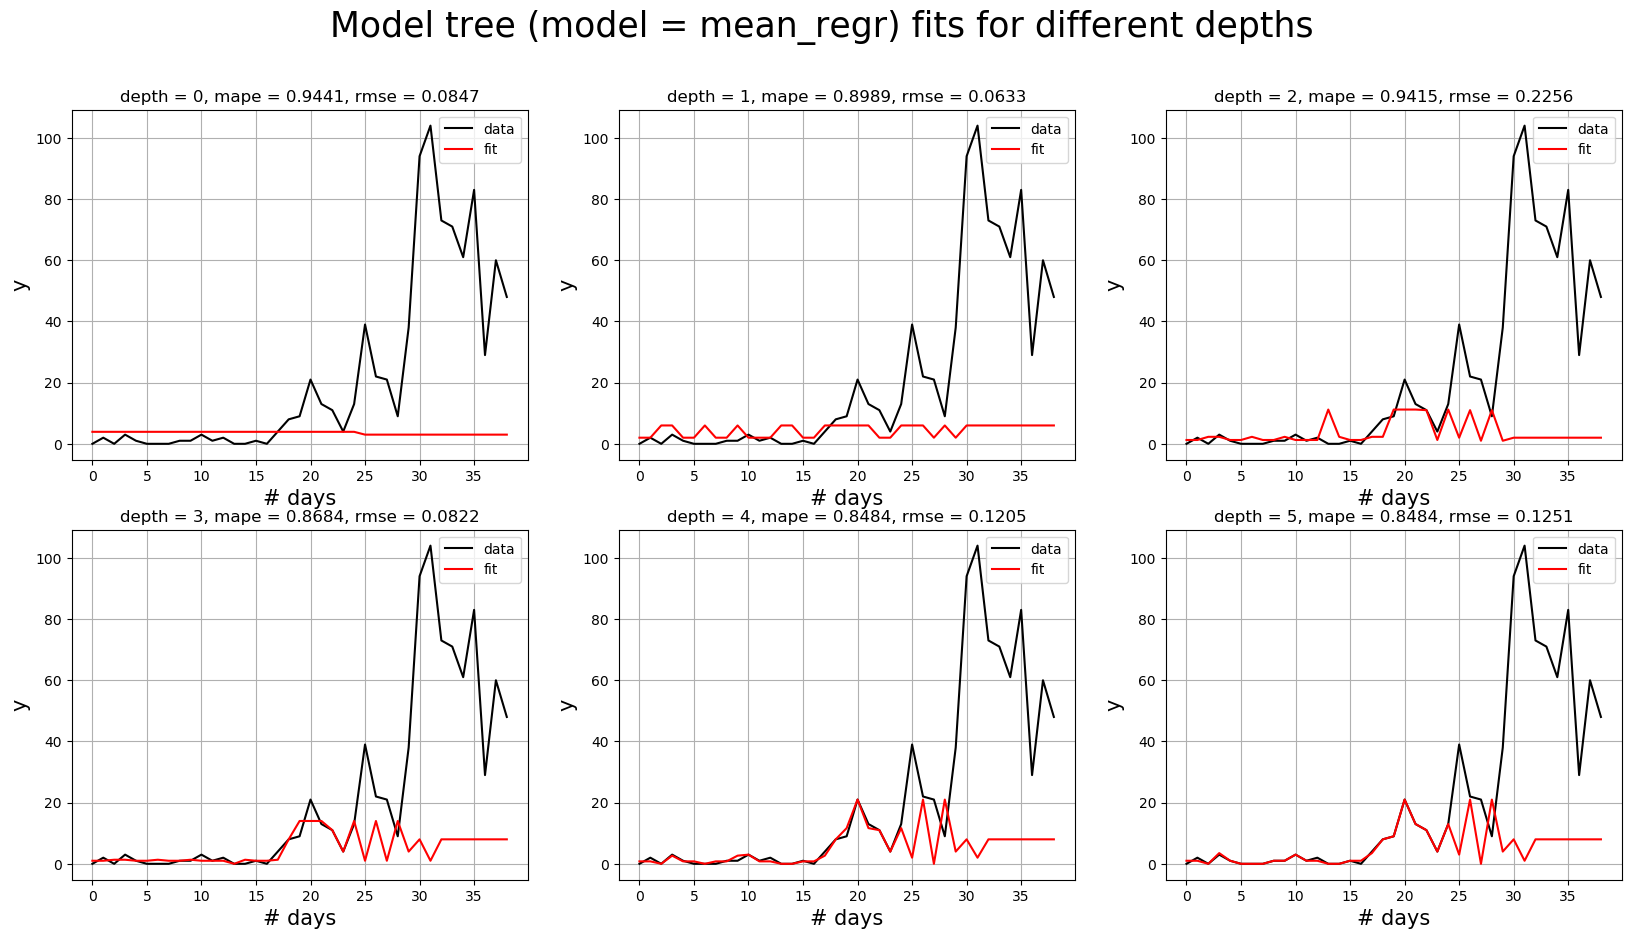 Model tree (model = mean_regr) fits for different depths
depth = 0, mape = 0.9441, rmse = 0.0847
100
80
60
40
20
0
y
data
fit
0 5 10 15 20 25 30 35
# days
depth = 1, mape = 0.8989, rmse = 0.0633
100
80
60
40
20
0
y
data
fit
0 5 10 15 20 25 30 35
# days
depth = 2, mape = 0.9415, rmse = 0.2256
100
80
60
40
20
0
y
data
fit
0 5 10 15 20 25 30 35
# days
depth = 3, mape = 0.8684, rmse = 0.0822
100
80
60
40
20
0
y
data
fit
0 5 10 15 20 25 30 35
# days
depth = 4, mape = 0.8484, rmse = 0.1205
100
80
60
40
20
0
y
data
fit
0 5 10 15 20 25 30 35
# days
depth = 5, mape = 0.8484, rmse = 0.1251
100
80
60
40
20
0
y
data
fit
0 5 10 15 20 25 30 35
# days